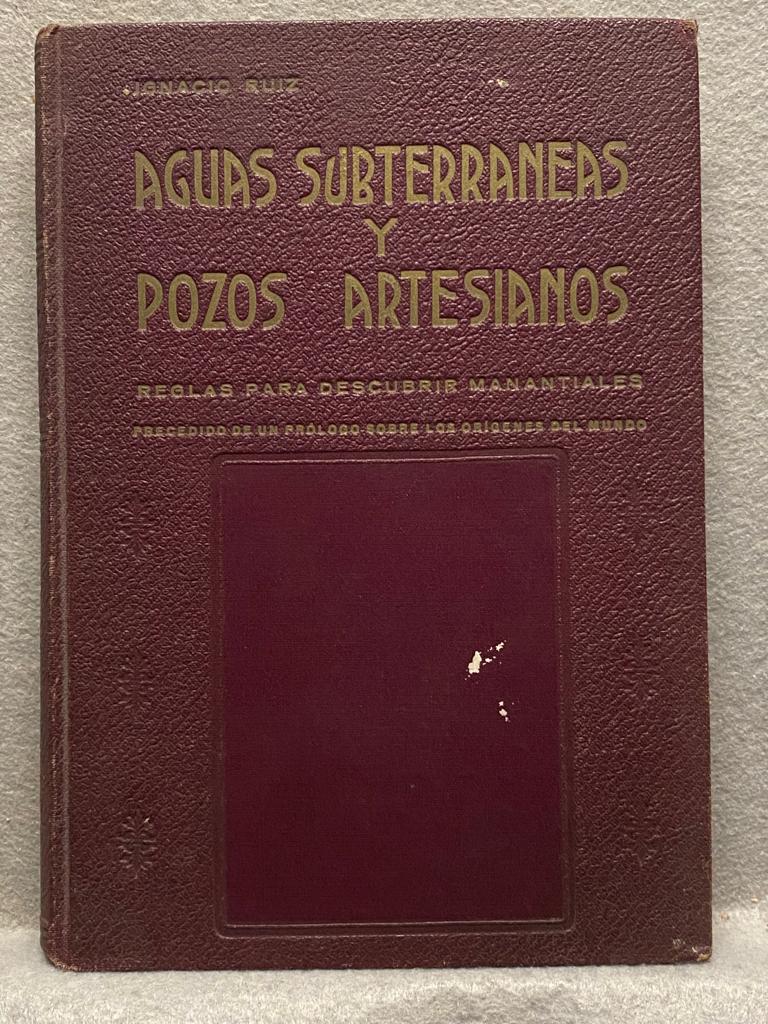 IGNACIO RUIZ
AGUAS SUBTERRANEAS
Y
POZOS ARTESIANOS
REGLAS PARA DESCUBRIR MANANTIALES
PRECEDIDO DE UN PRÓLOGO SOBRE LOS ORÍGENES DEL MUNDO